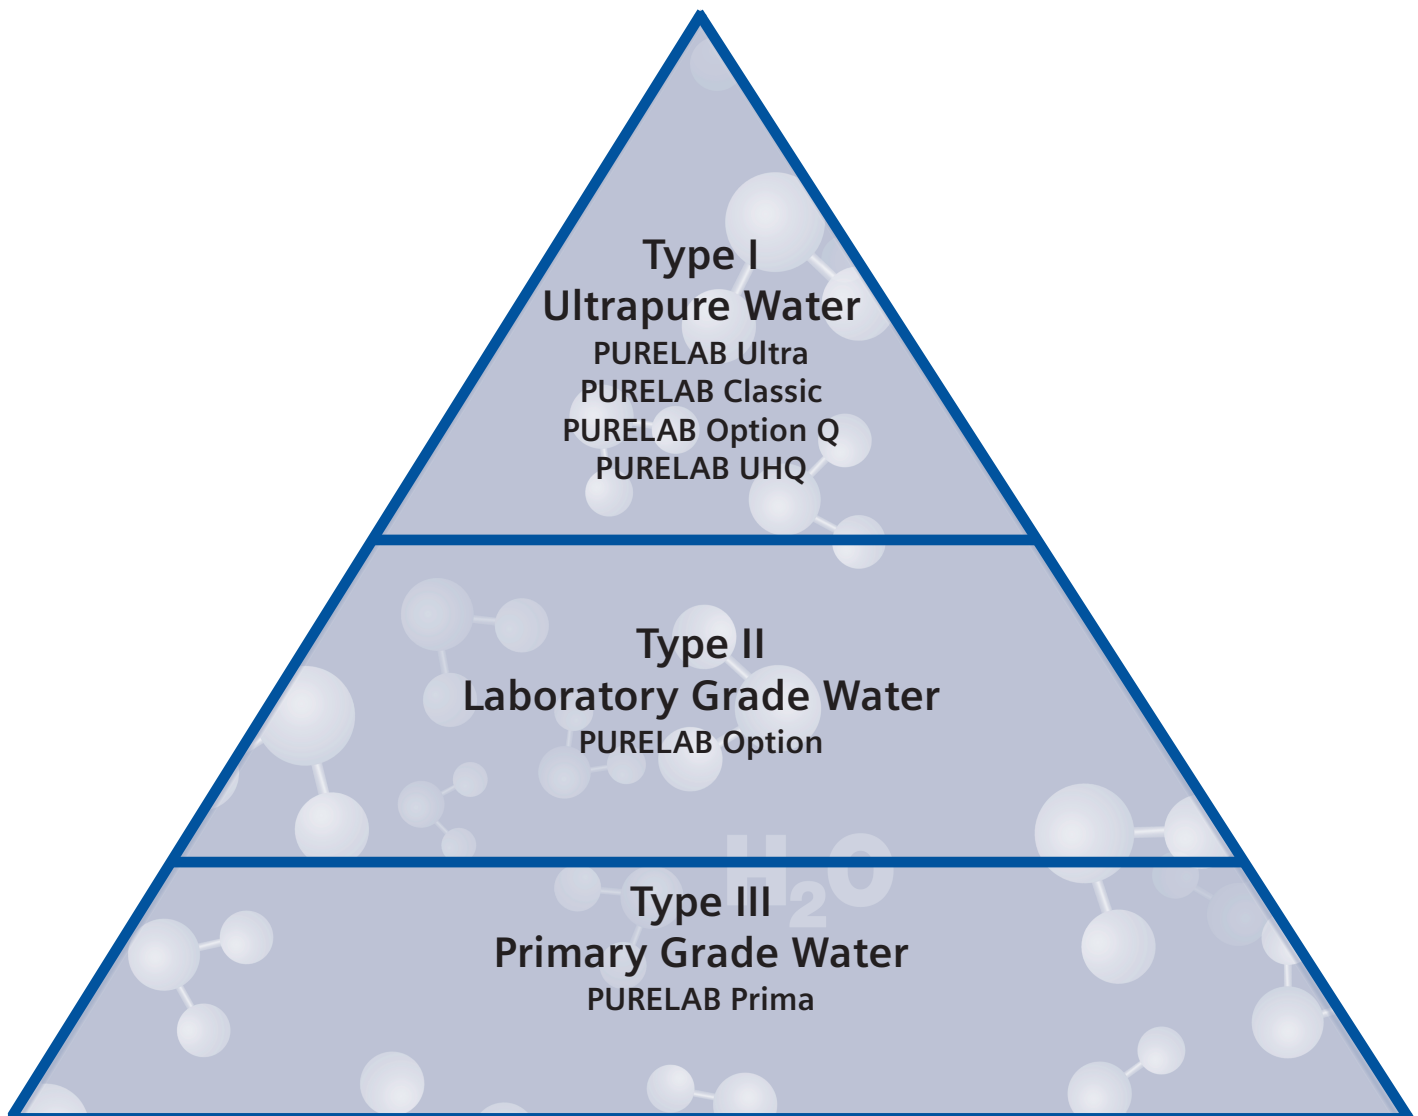 Type I
Ultrapure Water
PURELAB Ultra
PURELAB Classic
PURELAB Option Q
PURELAB UHQ
Type II
Laboratory Grade Water
PURELAB Option
H₂O
Type III
Primary Grade Water
PURELAB Prima